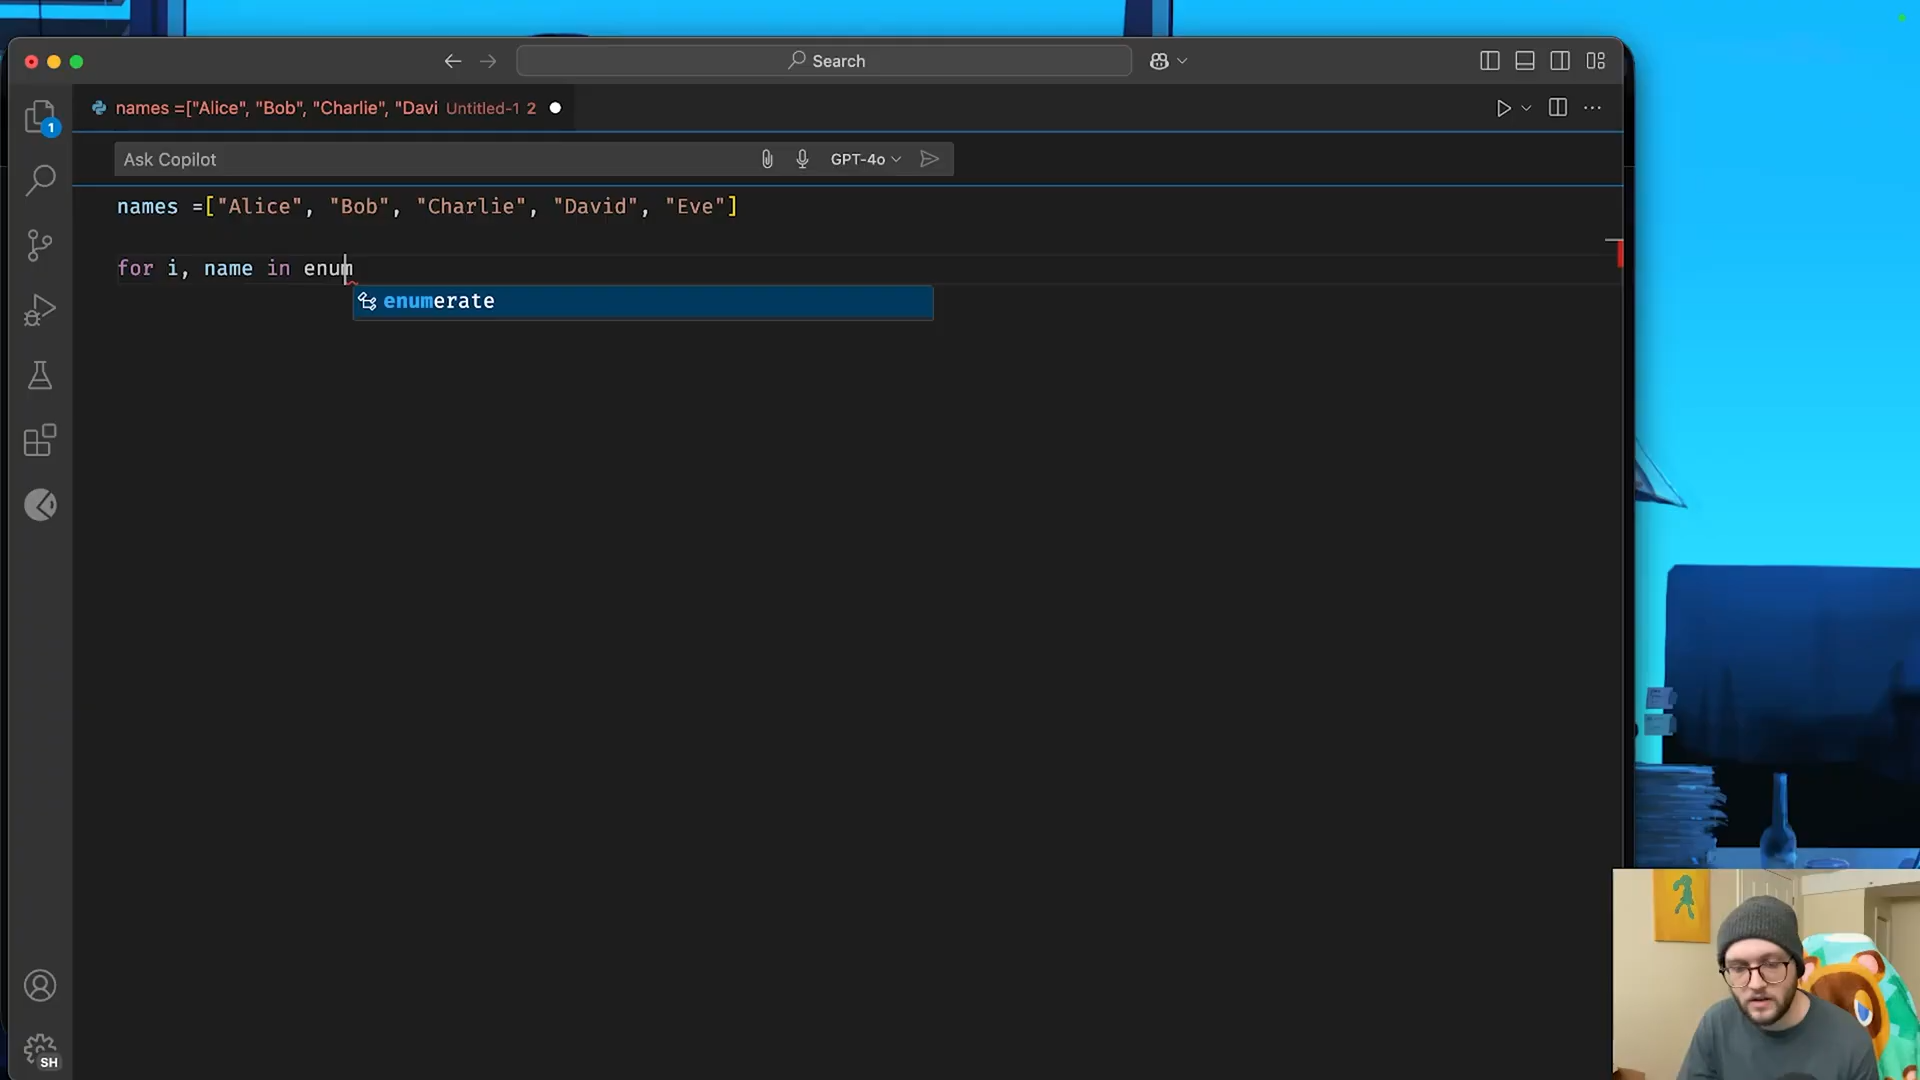 Search
names =["Alice", "Bob", "Charlie", "Davi Untitled-1 2
1
Ask Copilot
GPT-4o
names =["Alice", "Bob", "Charlie", "David", "Eve"]
for i, name in enum
enumerate
SH